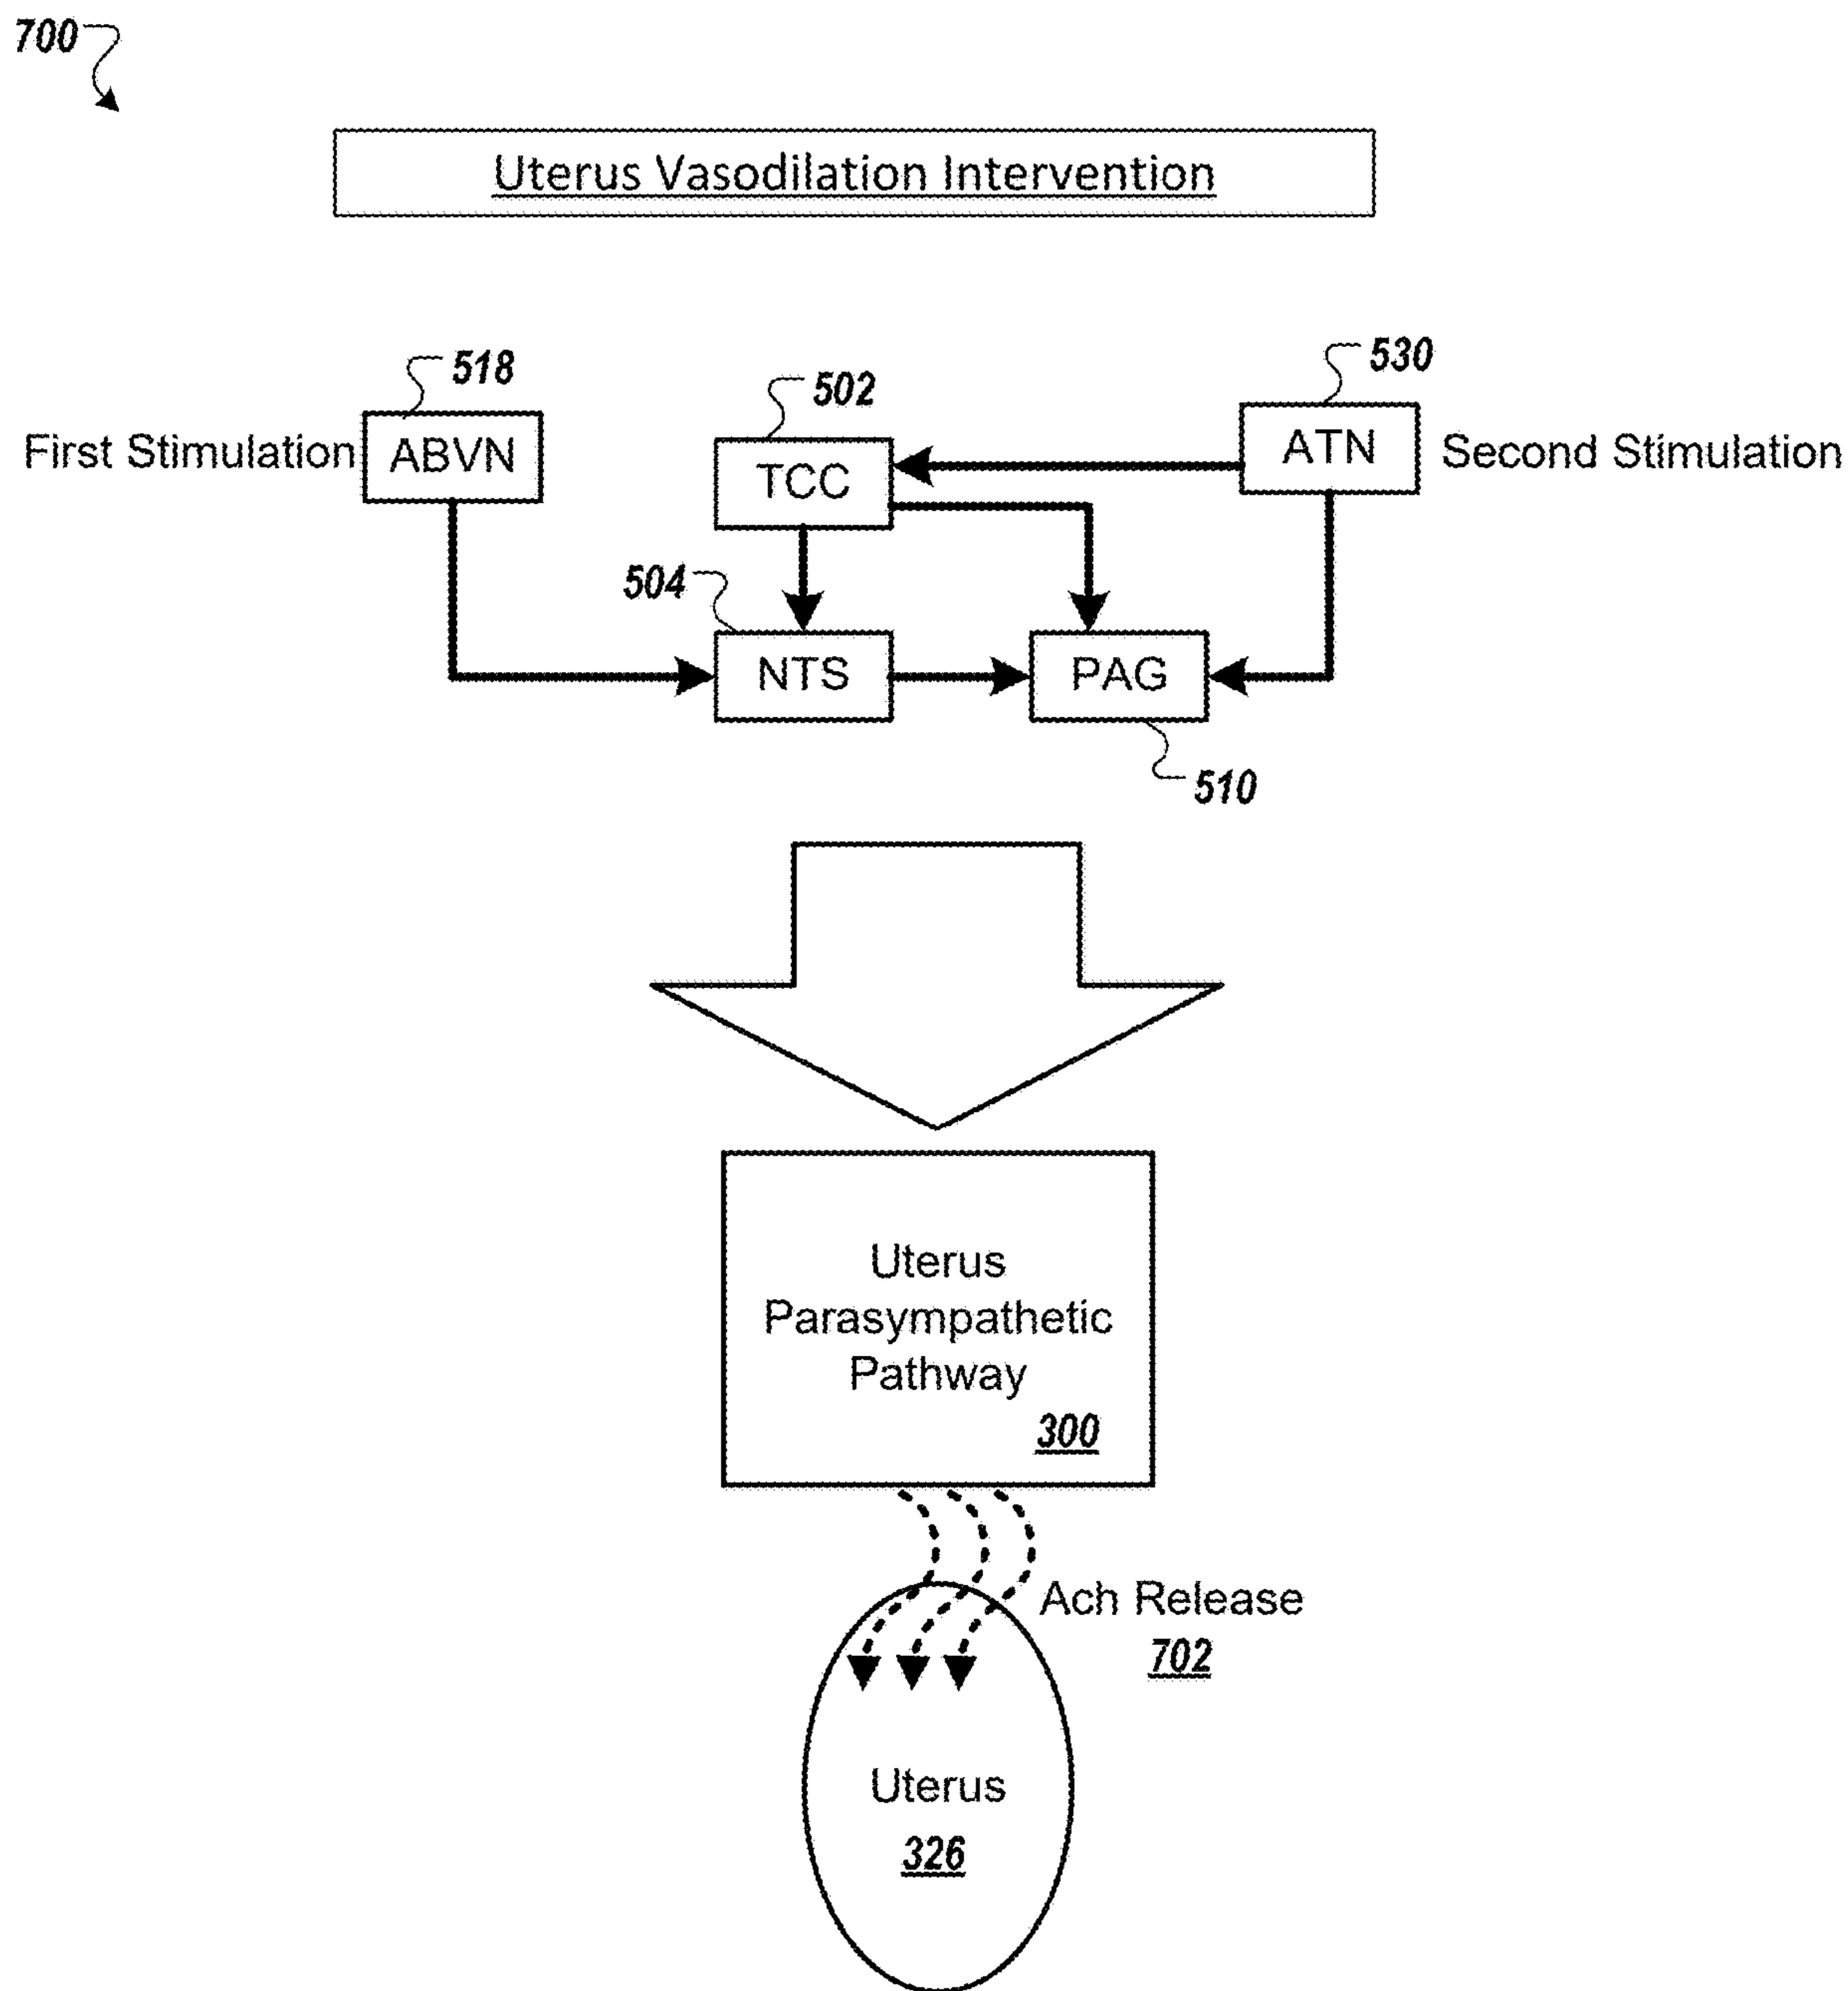 700
Uterus Vasodilation Intervention
518
502
530
First Stimulation
ABVN
TCC
ATN
Second Stimulation
504
NTS
PAG
510
Uterus
Parasympathetic
Pathway
300
Ach Release
702
Uterus
326